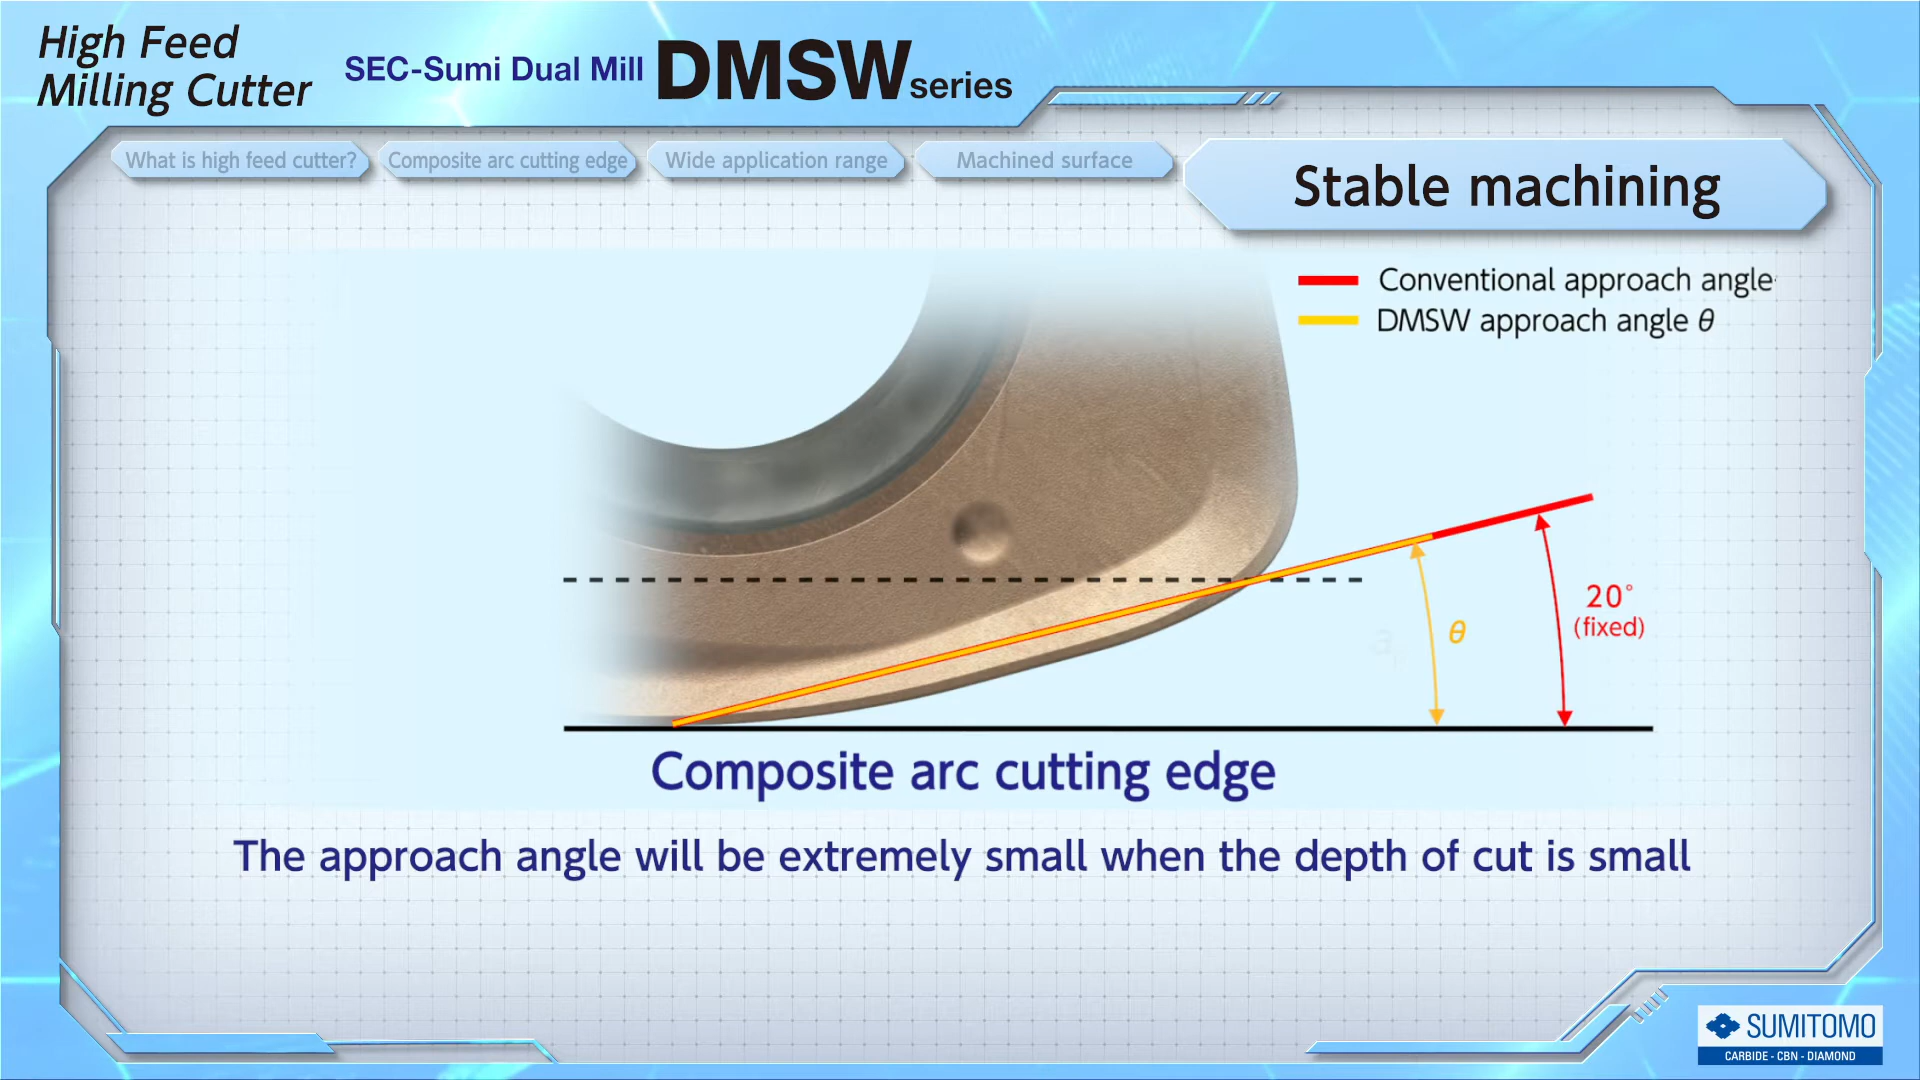 High Feed
Milling Cutter
SEC-Sumi Dual Mill DMSW series
What is high feed cutter?
Composite arc cutting edge
Wide application range
Machined surface
Stable machining
Conventional approach angle
DMSW approach angle θ
20°
(fixed)
θ
Composite arc cutting edge
The approach angle will be extremely small when the depth of cut is small
SUMITOMO
CARBIDE - CBN - DIAMOND